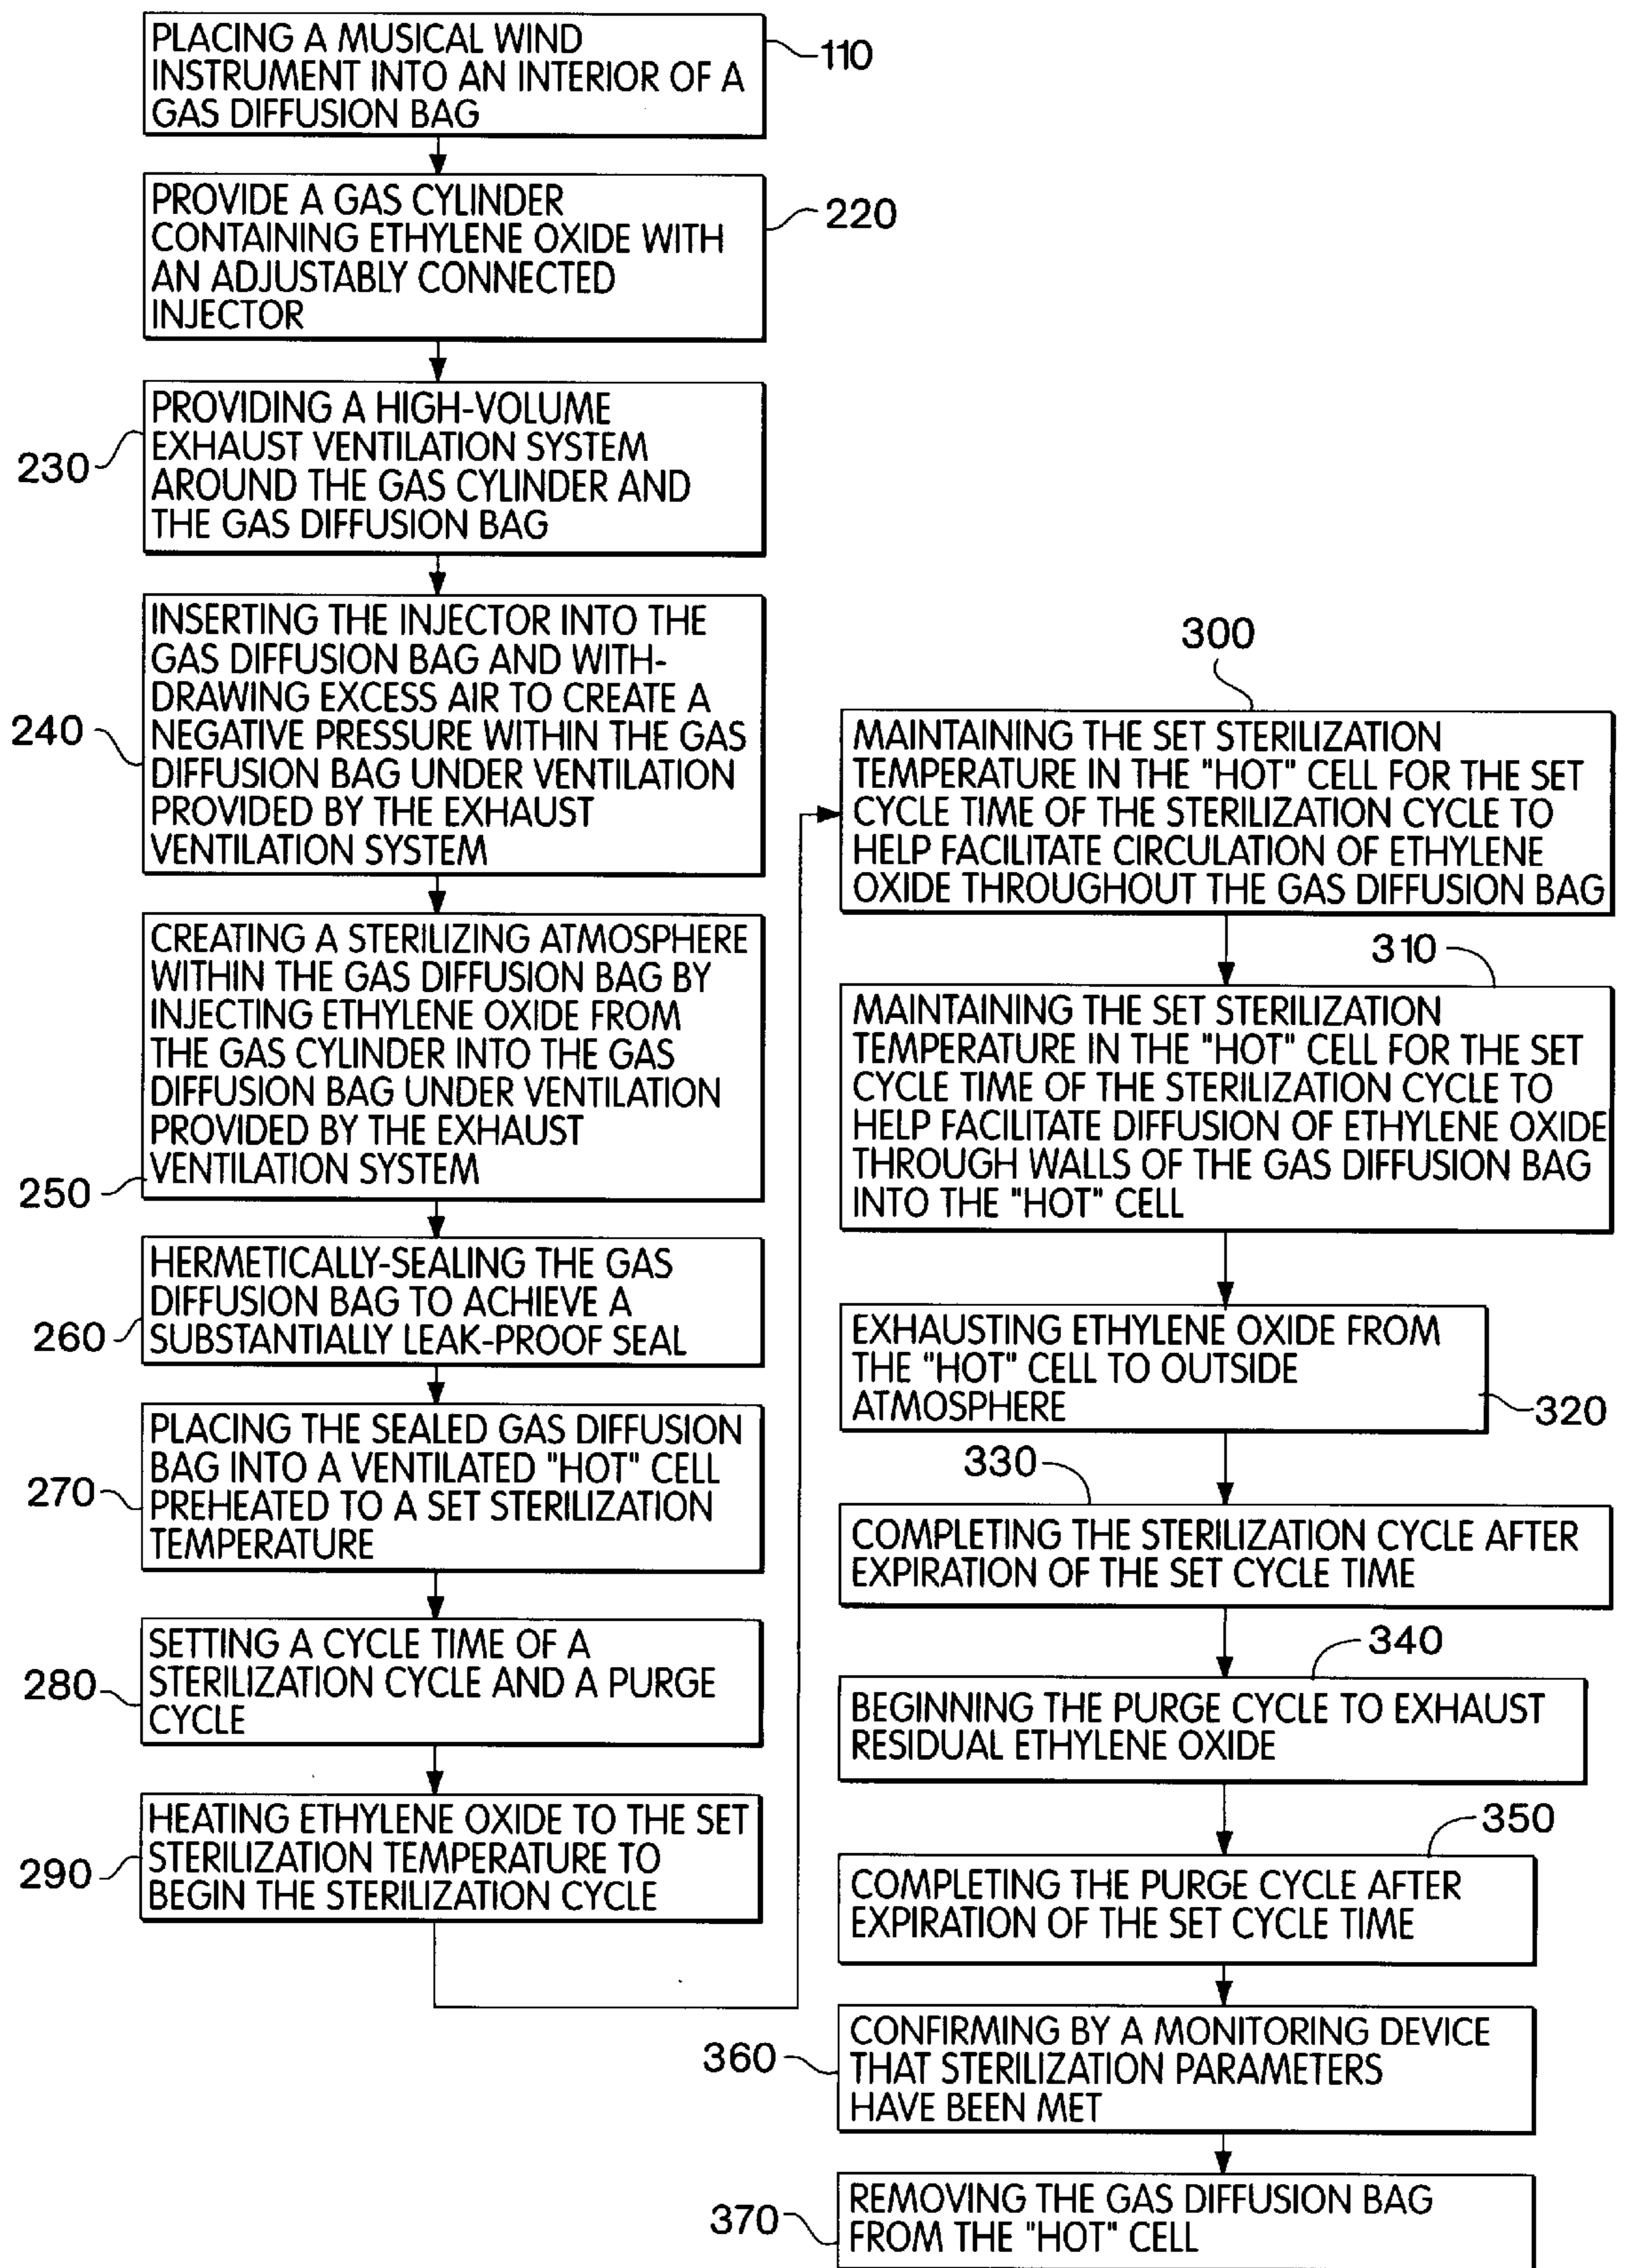 PLACING A MUSICAL WIND
INSTRUMENT INTO AN INTERIOR OF A
GAS DIFFUSION BAG
110
PROVIDE A GAS CYLINDER
CONTAINING ETHYLENE OXIDE WITH
AN ADJUSTABLY CONNECTED
INJECTOR
220
PROVIDING A HIGH-VOLUME
EXHAUST VENTILATION SYSTEM
AROUND THE GAS CYLINDER AND
THE GAS DIFFUSION BAG
230
INSERTING THE INJECTOR INTO THE
GAS DIFFUSION BAG AND WITH-
DRAWING EXCESS AIR TO CREATE A
NEGATIVE PRESSURE WITHIN THE GAS
DIFFUSION BAG UNDER VENTILATION
PROVIDED BY THE EXHAUST
VENTILATION SYSTEM
240
CREATING A STERILIZING ATMOSPHERE
WITHIN THE GAS DIFFUSION BAG BY
INJECTING ETHYLENE OXIDE FROM
THE GAS CYLINDER INTO THE GAS
DIFFUSION BAG UNDER VENTILATION
PROVIDED BY THE EXHAUST
VENTILATION SYSTEM
250
HERMETICALLY-SEALING THE GAS
DIFFUSION BAG TO ACHIEVE A
SUBSTANTIALLY LEAK-PROOF SEAL
260
PLACING THE SEALED GAS DIFFUSION
BAG INTO A VENTILATED "HOT" CELL
PREHEATED TO A SET STERILIZATION
TEMPERATURE
270
SETTING A CYCLE TIME OF A
STERILIZATION CYCLE AND A PURGE
CYCLE
280
HEATING ETHYLENE OXIDE TO THE SET
STERILIZATION TEMPERATURE TO
BEGIN THE STERILIZATION CYCLE
290
300
MAINTAINING THE SET STERILIZATION
TEMPERATURE IN THE "HOT" CELL FOR THE SET
CYCLE TIME OF THE STERILIZATION CYCLE TO
HELP FACILITATE CIRCULATION OF ETHYLENE
OXIDE THROUGHOUT THE GAS DIFFUSION BAG
310
MAINTAINING THE SET STERILIZATION
TEMPERATURE IN THE "HOT" CELL FOR THE SET
CYCLE TIME OF THE STERILIZATION CYCLE TO
HELP FACILITATE DIFFUSION OF ETHYLENE OXIDE
THROUGH WALLS OF THE GAS DIFFUSION BAG
INTO THE "HOT" CELL
EXHAUSTING ETHYLENE OXIDE FROM
THE "HOT" CELL TO OUTSIDE
ATMOSPHERE
320
330
COMPLETING THE STERILIZATION CYCLE AFTER
EXPIRATION OF THE SET CYCLE TIME
340
BEGINNING THE PURGE CYCLE TO EXHAUST
RESIDUAL ETHYLENE OXIDE
350
COMPLETING THE PURGE CYCLE AFTER
EXPIRATION OF THE SET CYCLE TIME
360
CONFIRMING BY A MONITORING DEVICE
THAT STERILIZATION PARAMETERS
HAVE BEEN MET
370
REMOVING THE GAS DIFFUSION BAG
FROM THE "HOT" CELL